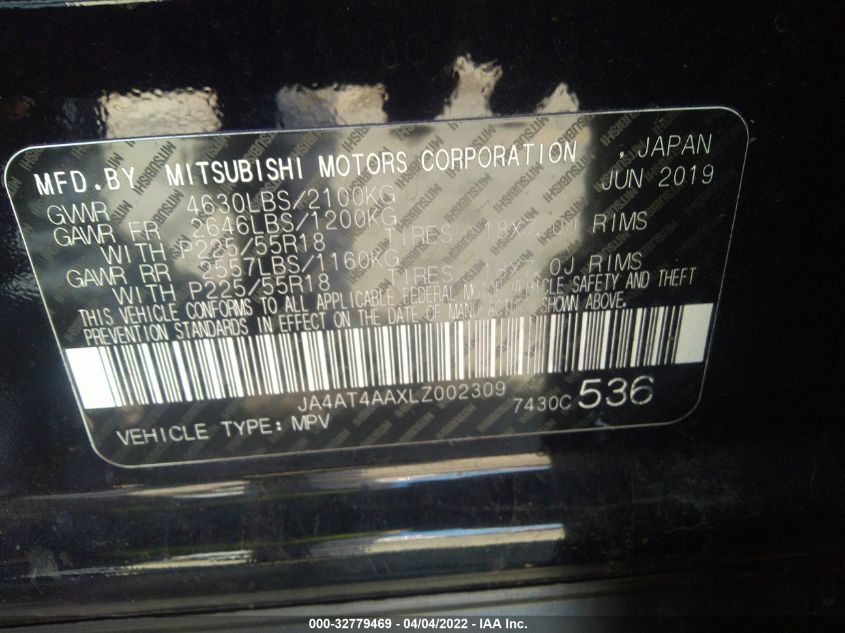 MFD.BY MITSUBISHI MOTORS CORPORATION , JAPAN
GVWR 4630LBS/2100KG JUN 2019
GAWR FR 2646LBS/1200KG
WITH P225/55R18 TIRES 18X RIMS
GAWR RR 2557LBS/1160KG
WITH P225/55R18 TIRES 0J RIMS
THIS VEHICLE CONFORMS TO ALL APPLICABLE FEDERAL MOTOR VEHICLE SAFETY AND THEFT
PREVENTION STANDARDS IN EFFECT ON THE DATE OF SHOWN ABOVE.
JA4AT4AAXLZ002309 7430C 536
VEHICLE TYPE: MPV
000-32779469 - 04/04/2022 - IAA Inc.